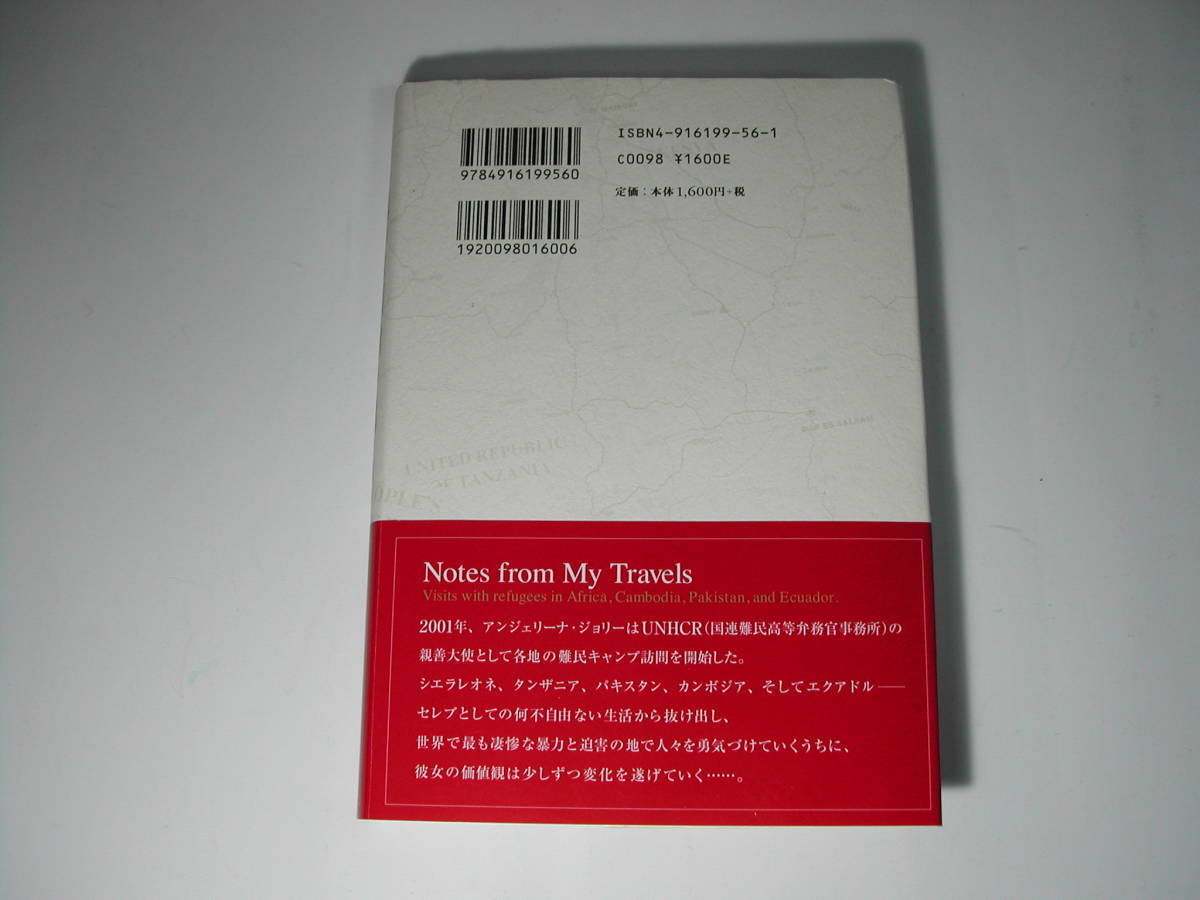 ISBN4-916199-56-1
9784916199560
C0098 ¥1600E
定価：本体1,600円+税
1920098016006
DAR ES SALAAM
UNITED REPUBLIC
OF TANZANIA
OPLE'S
Notes from My Travels
Visits with refugees in Africa, Cambodia, Pakistan, and Ecuador.
2001年、アンジェリーナ・ジョリーはUNHCR（国連難民高等弁務官事務所）の
親善大使として各地の難民キャンプ訪問を開始した。
シエラレオネ、タンザニア、パキスタン、カンボジア、そしてエクアドル——
セレブとしての何不自由ない生活から抜け出し、
世界で最も凄惨な暴力と迫害の地で人々を勇気づけていくうちに、
彼女の価値観は少しずつ変化を遂げていく……。